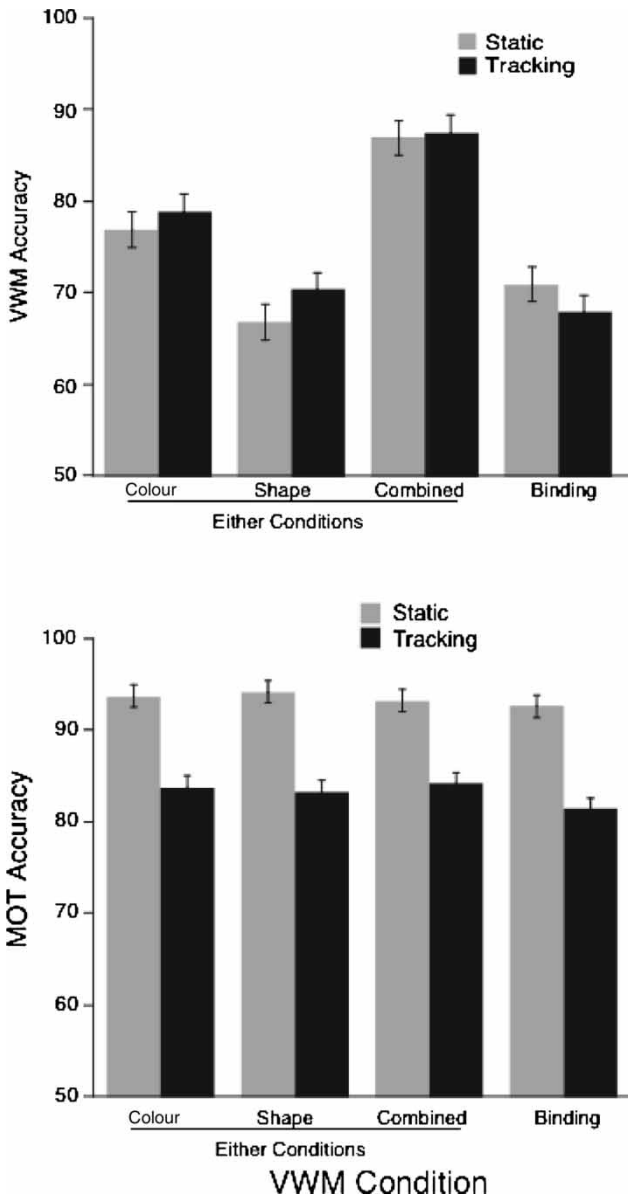 100
90
80
70
60
50
VWM Accuracy
Static
Tracking
Colour Shape Combined Binding
Either Conditions
100
90
80
70
60
50
MOT Accuracy
Static
Tracking
Colour Shape Combined Binding
Either Conditions
VWM Condition